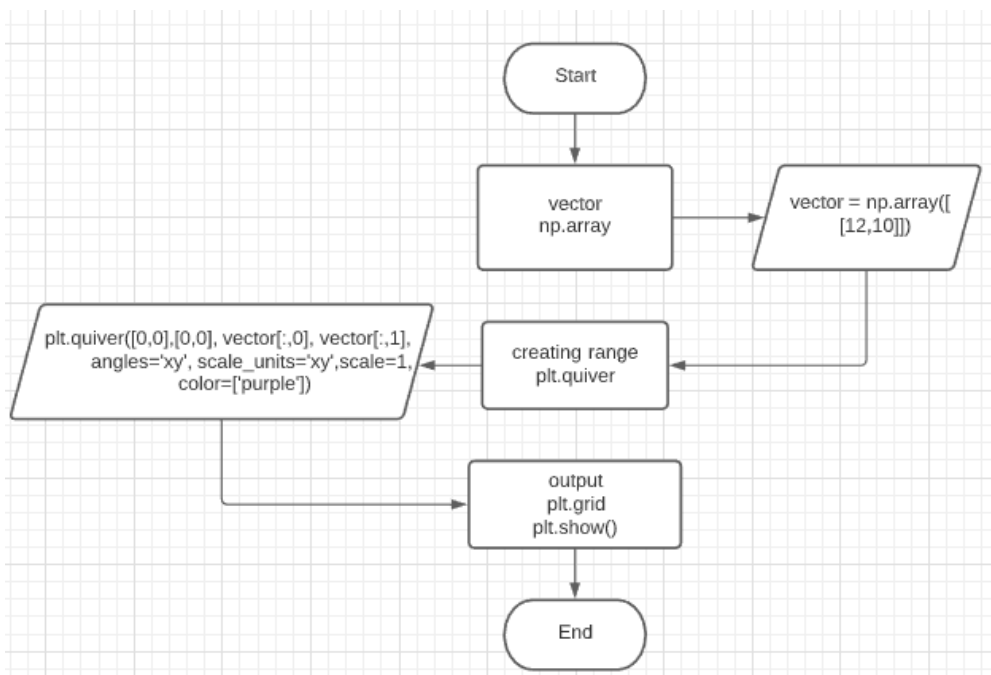 Start
vector
np.array
vector = np.array([
[12,10]])
creating range
plt.quiver
plt.quiver([0,0],[0,0], vector[:,0], vector[:,1],
angles='xy', scale_units='xy',scale=1,
color=['purple'])
output
plt.grid
plt.show()
End